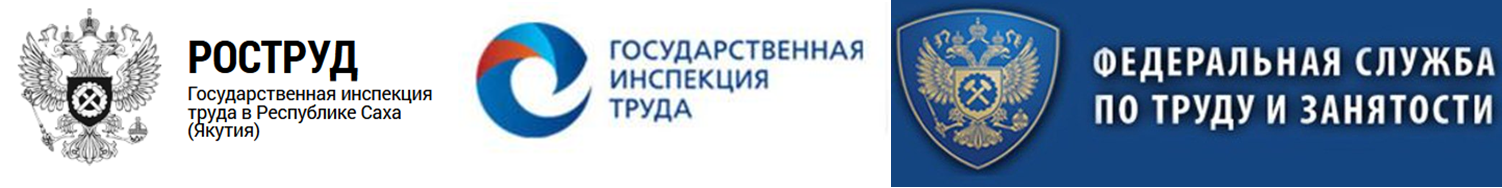 РОСТРУД
Государственная инспекция
труда в Республике Саха
(Якутия)
ГОСУДАРСТВЕННАЯ
ИНСПЕКЦИЯ
ТРУДА
ФЕДЕРАЛЬНАЯ СЛУЖБА
ПО ТРУДУ И ЗАНЯТОСТИ